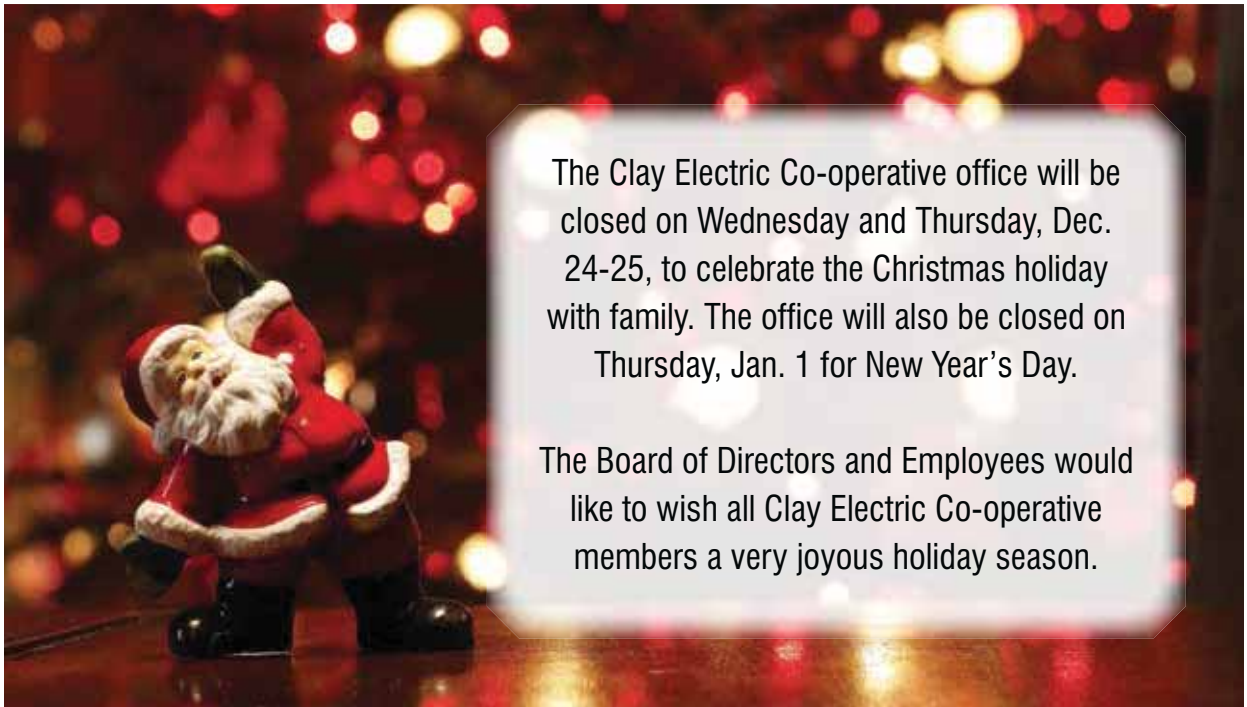 The Clay Electric Co-operative office will be
closed on Wednesday and Thursday, Dec.
24-25, to celebrate the Christmas holiday
with family. The office will also be closed on
Thursday, Jan. 1 for New Year’s Day.
The Board of Directors and Employees would
like to wish all Clay Electric Co-operative
members a very joyous holiday season.